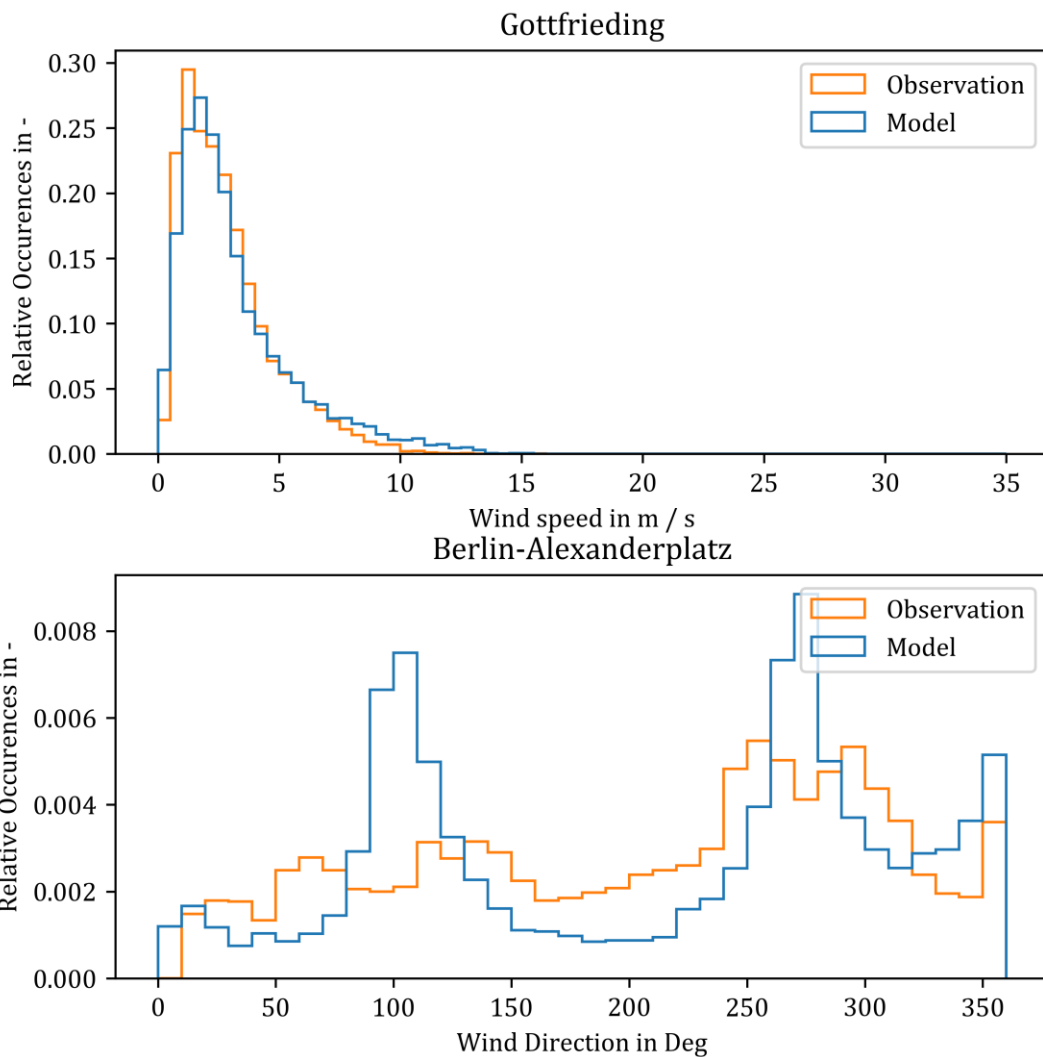 Gottfrieding
Relative Occurences in -
0.30
0.25
0.20
0.15
0.10
0.05
0.00
Observation
Model
0 5 10 15 20 25 30 35
Wind speed in m / s
Berlin-Alexanderplatz
Relative Occurences in -
0.008
0.006
0.004
0.002
0.000
Observation
Model
0 50 100 150 200 250 300 350
Wind Direction in Deg